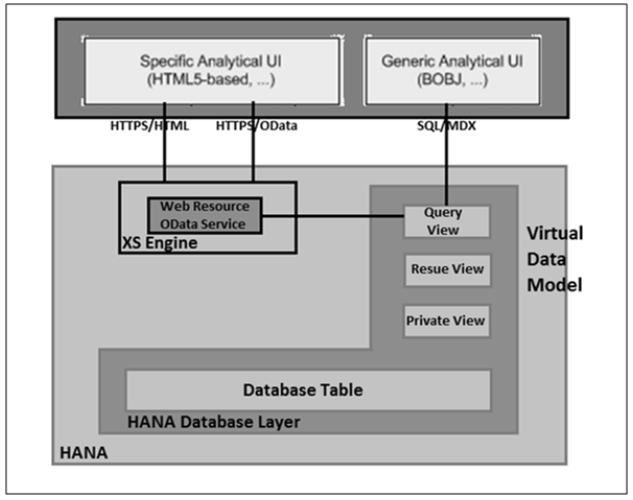 Specific Analytical UI
(HTML5-based, ...)
Generic Analytical UI
(BOBJ, ...)
HTTPS/HTML
HTTPS/OData
SQL/MDX
Web Resource
OData Service
XS Engine
Query
View
Resue View
Private View
Virtual
Data
Model
Database Table
HANA Database Layer
HANA